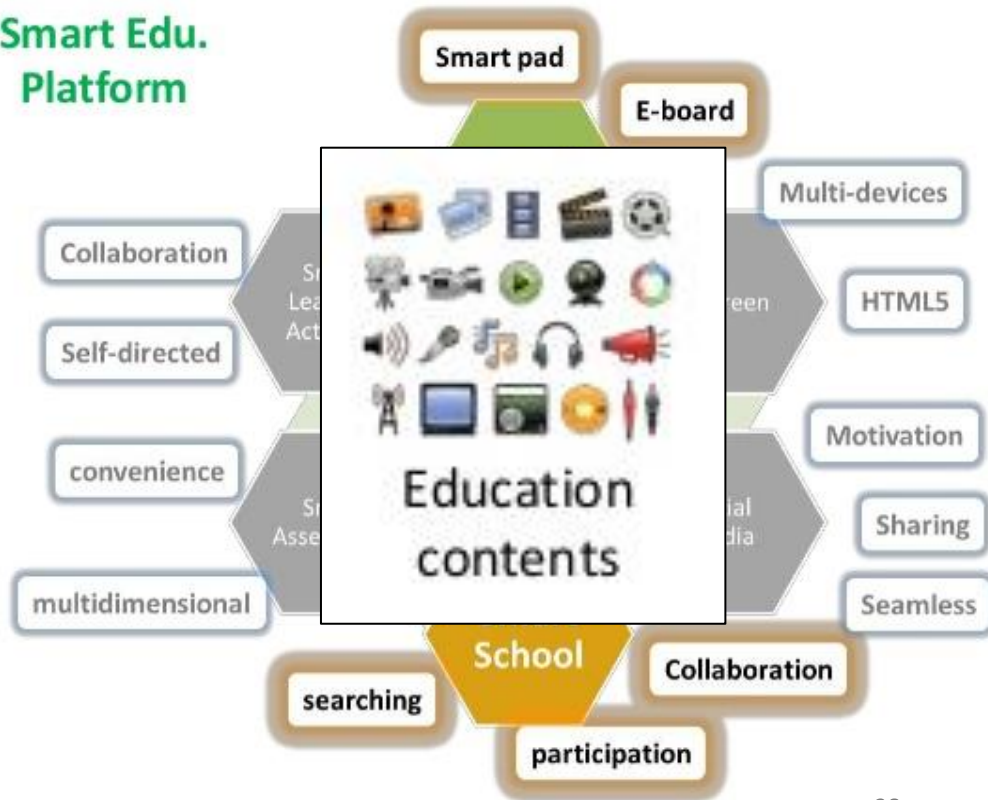 Smart Edu.
Platform
Smart pad
E-board
Multi-devices
Collaboration
HTML5
Self-directed
Motivation
convenience
Education
contents
Sharing
multidimensional
Seamless
School
Collaboration
searching
participation